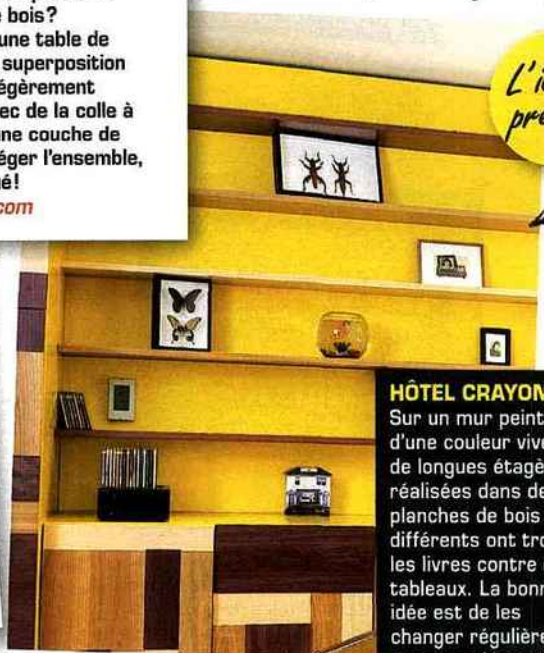 e bois?
une table de
superposition
égèrement
ec de la colle à
ne couche de
éger l'ensemble,
é!
com
L'i
pre
HÔTEL CRAYON
Sur un mur peint
d'une couleur vive
de longues étagè
réalisées dans de
planches de bois
différents ont tro
les livres contre
tableaux. La bonn
idée est de les
changer régulière